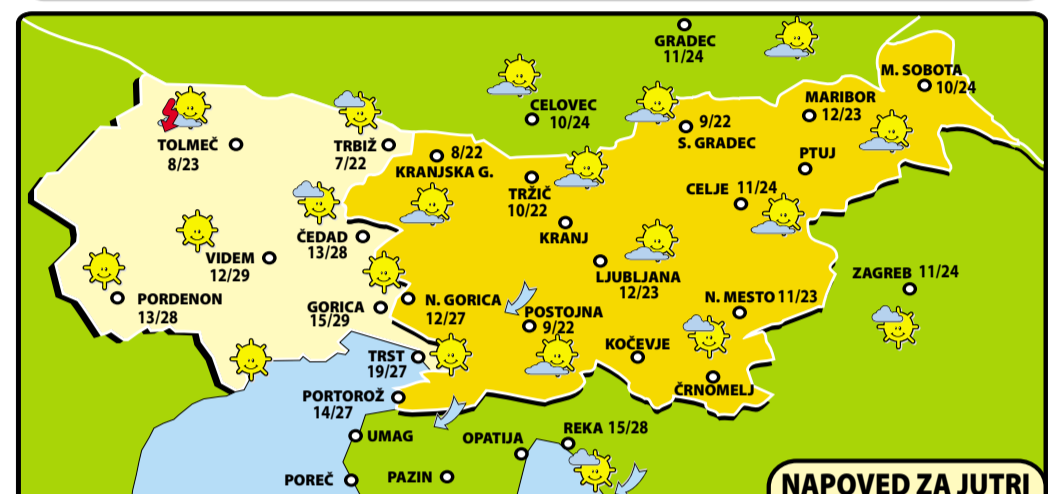 GRADEC
11/24
M. SOBOTA
10/24
CELOVEC
10/24
MARIBOR
12/23
9/22
S. GRADEC
TOLMEČ
8/23
TRBIŽ
7/22
8/22
KRANJSKA G.
PTUJ
TRŽIČ
10/22
CELJE 11/24
KRANJ
ČEDAD
13/28
VIDEM
12/29
LJUBLJANA
12/23
ZAGREB 11/24
PORDENON
13/28
GORICA
15/29
N. GORICA
12/27
POSTOJNA
9/22
N. MESTO 11/23
KOČEVJE
TRST
19/27
ČRNOMELJ
PORTOROŽ
14/27
UMAG
OPATIJA
REKA 15/28
POREČ
PAZIN
NAPOVED ZA JUTRI